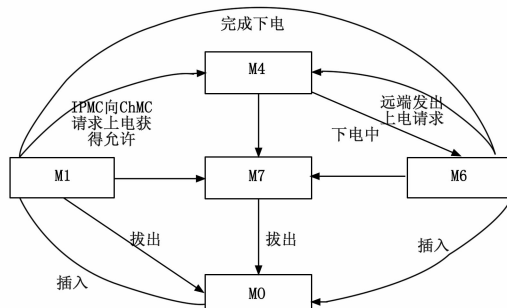 完成下电
M4
IPMC向ChMC
请求上电获
得允许
远端发出
上电请求
下电中
M1
M7
M6
拔出
拔出
插入
插入
M0